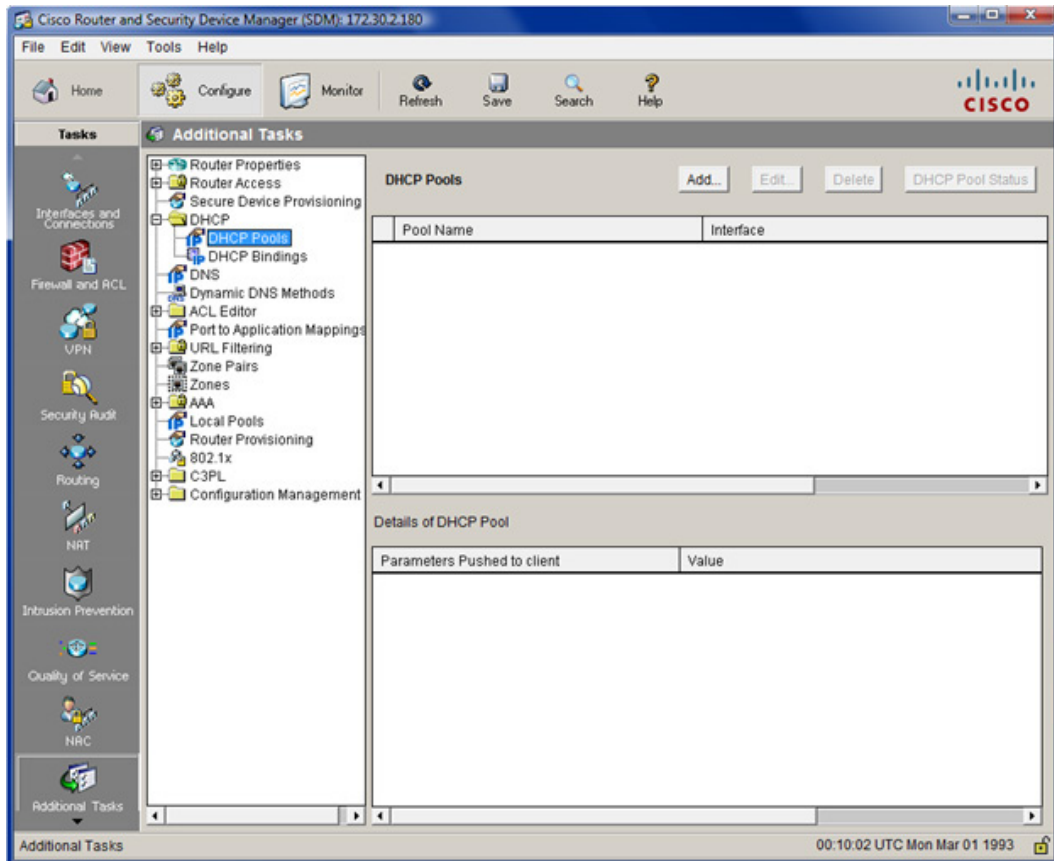 Cisco Router and Security Device Manager (SDM): 172.30.2.180
File Edit View Tools Help
Home Configure Monitor Refresh Save Search Help
CISCO
Tasks
Additional Tasks
Interfaces and
Connections
Firewall and ACL
VPN
Security Audit
Routing
NAT
Intrusion Prevention
Quality of Service
NAC
Additional Tasks
Router Properties
Router Access
Secure Device Provisioning
DHCP
DHCP Pools
DHCP Bindings
DNS
Dynamic DNS Methods
ACL Editor
Port to Application Mappings
URL Filtering
Zone Pairs
Zones
AAA
Local Pools
Router Provisioning
802.1x
C3PL
Configuration Management
DHCP Pools
Add... Edit... Delete DHCP Pool Status
Pool Name Interface
Details of DHCP Pool
Parameters Pushed to client Value
Additional Tasks 00:10:02 UTC Mon Mar 01 1993